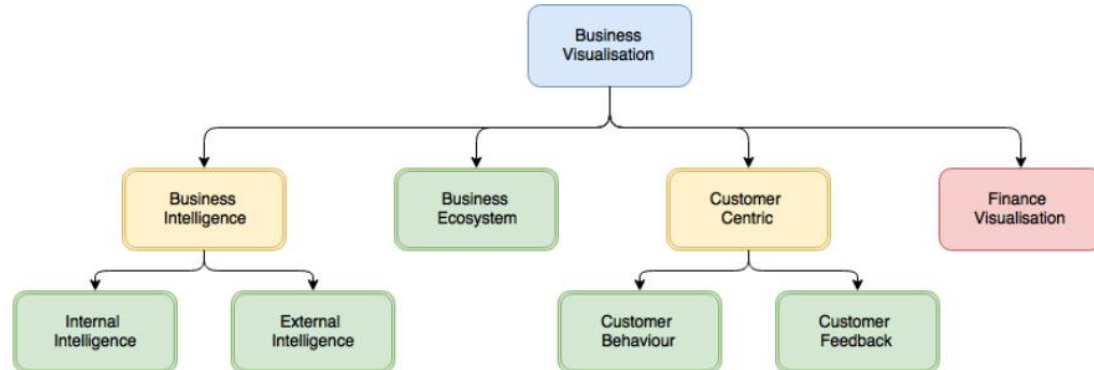 Business
Visualisation
Business
Intelligence
Business
Ecosystem
Customer
Centric
Finance
Visualisation
Internal
Intelligence
External
Intelligence
Customer
Behaviour
Customer
Feedback